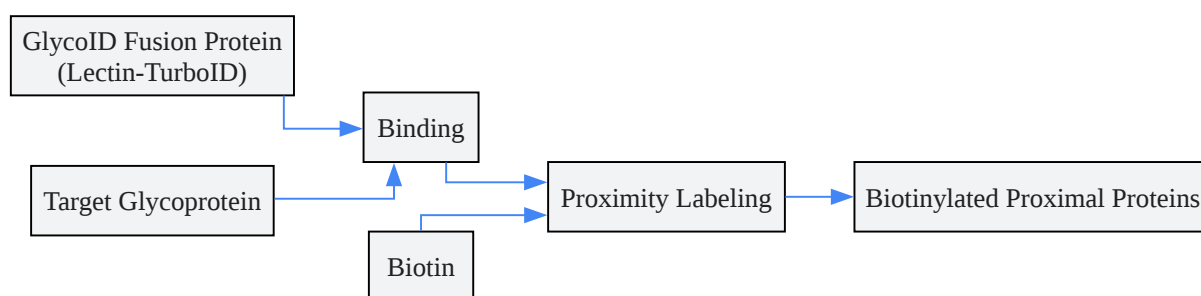 GlycoID Fusion Protein
(Lectin-TurboID)
Binding
Target Glycoprotein
Proximity Labeling
Biotinylated Proximal Proteins
Biotin